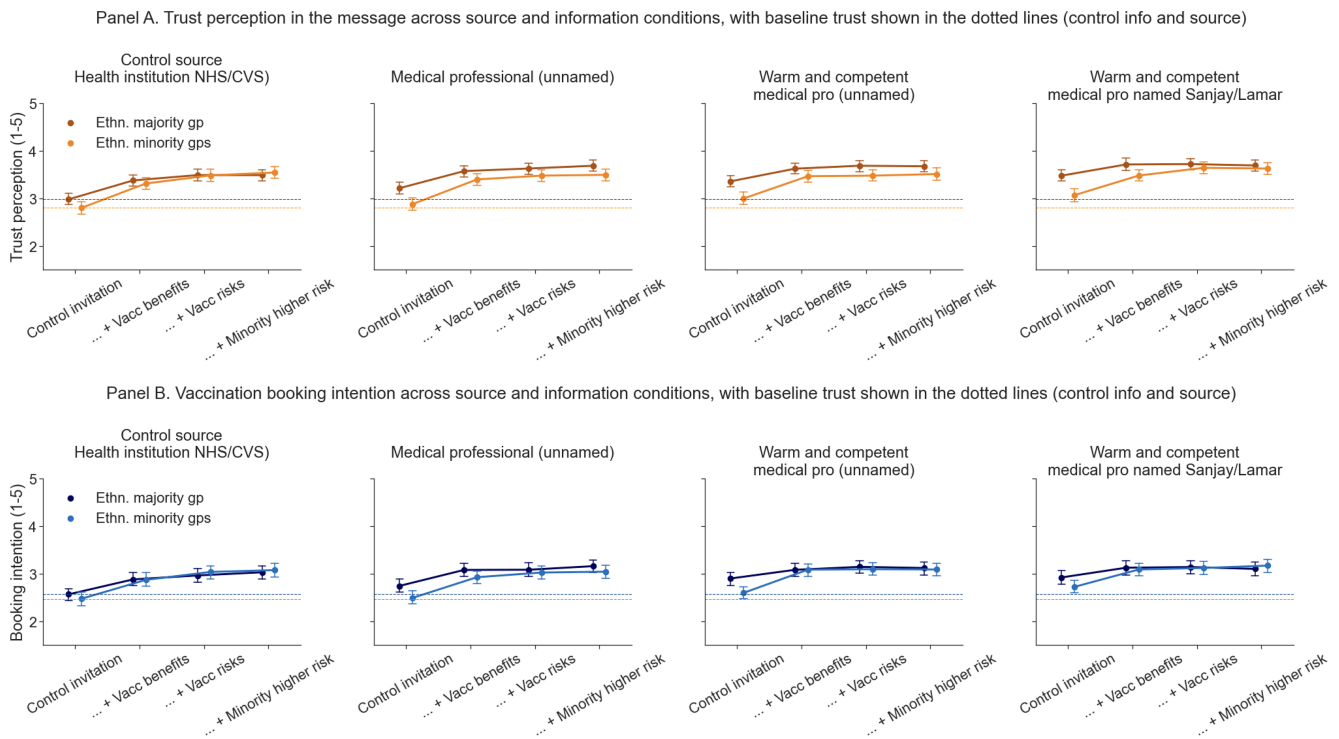 Panel A. Trust perception in the message across source and information conditions, with baseline trust shown in the dotted lines (control info and source)
Control source
Health institution NHS/CVS)
Medical professional (unnamed)
Warm and competent
medical pro (unnamed)
Warm and competent
medical pro named Sanjay/Lamar
Trust perception (1-5)
5
4
3
2
Ethn. majority gp
Ethn. minority gps
Control invitation
... + Vacc benefits
... + Vacc risks
... + Minority higher risk
Control invitation
... + Vacc benefits
... + Vacc risks
... + Minority higher risk
Control invitation
... + Vacc benefits
... + Vacc risks
... + Minority higher risk
Control invitation
... + Vacc benefits
... + Vacc risks
... + Minority higher risk
Panel B. Vaccination booking intention across source and information conditions, with baseline trust shown in the dotted lines (control info and source)
Control source
Health institution NHS/CVS)
Medical professional (unnamed)
Warm and competent
medical pro (unnamed)
Warm and competent
medical pro named Sanjay/Lamar
Booking intention (1-5)
5
4
3
2
Ethn. majority gp
Ethn. minority gps
Control invitation
... + Vacc benefits
... + Vacc risks
... + Minority higher risk
Control invitation
... + Vacc benefits
... + Vacc risks
... + Minority higher risk
Control invitation
... + Vacc benefits
... + Vacc risks
... + Minority higher risk
Control invitation
... + Vacc benefits
... + Vacc risks
... + Minority higher risk